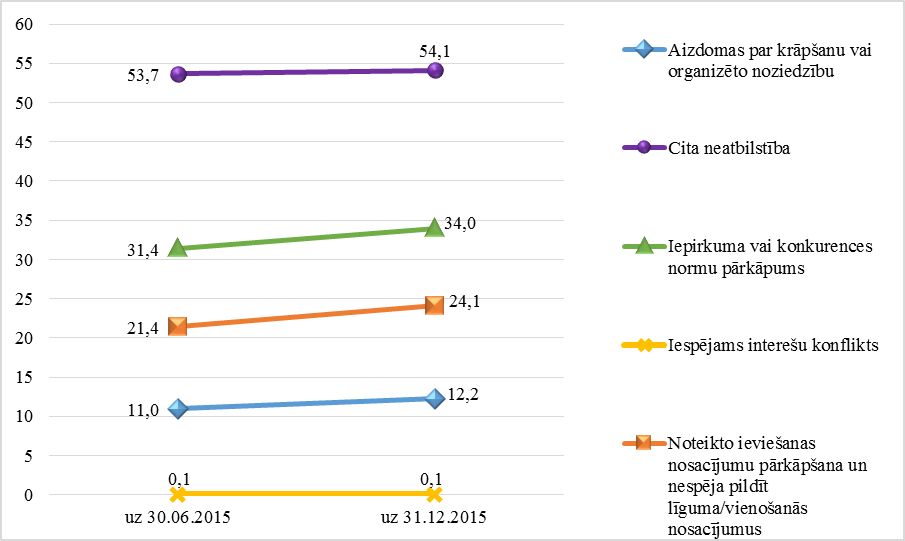 60
55
50
45
40
35
30
25
20
15
10
5
0
53,7
54,1
31,4
34,0
21,4
24,1
11,0
12,2
0,1
0,1
uz 30.06.2015
uz 31.12.2015
Aizdomas par krāpšanu vai
organizēto noziedzību
Cita neatbilstība
Iepirkuma vai konkurences
normu pārkāpums
Iespējams interešu konflikts
Noteikto ieviešanas
nosacījumu pārkāpšana un
nespēja pildīt
līguma/vienošanās
nosacījumus